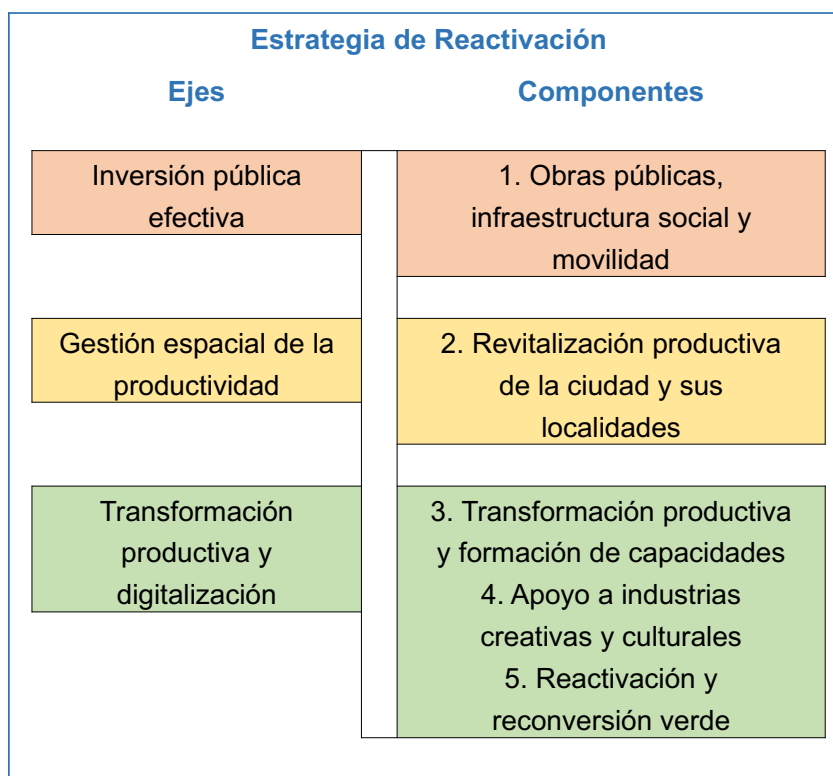 Estrategia de Reactivación
Ejes
Componentes
Inversión pública
efectiva
1. Obras públicas,
infraestructura social y
movilidad
Gestión espacial de la
productividad
2. Revitalización productiva
de la ciudad y sus
localidades
Transformación
productiva y
digitalización
3. Transformación productiva
y formación de capacidades
4. Apoyo a industrias
creativas y culturales
5. Reactivación y
reconversión verde